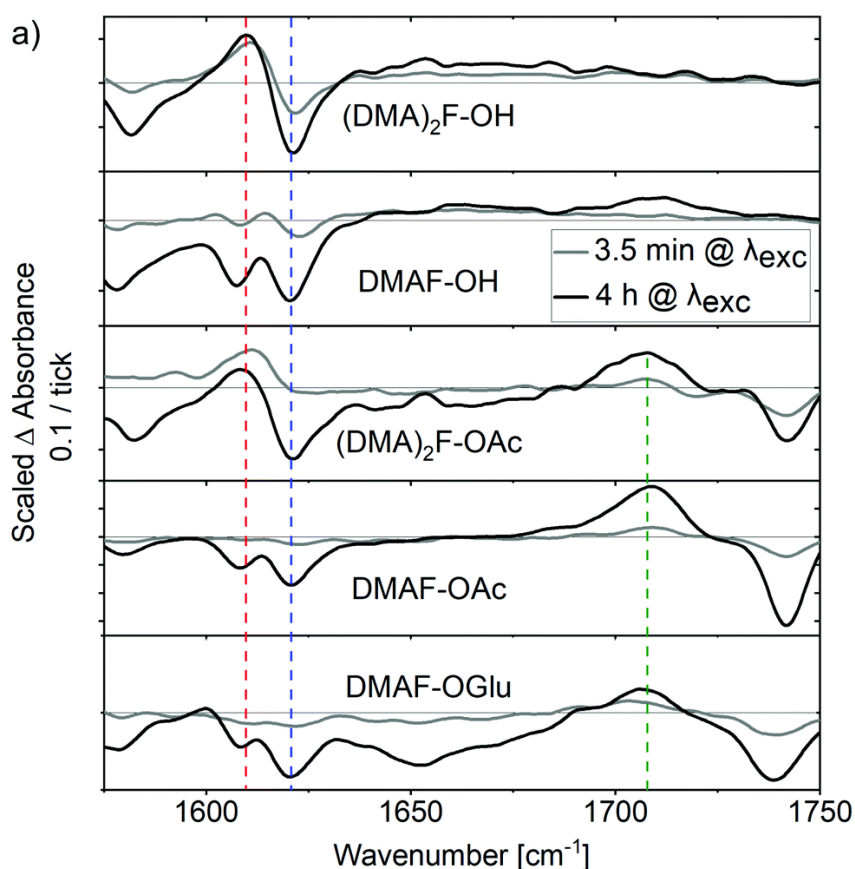 a)
(DMA)₂F-OH
DMAF-OH
3.5 min @ λexc
4 h @ λexc
(DMA)₂F-OAc
DMAF-OAc
DMAF-OGlu
Scaled Δ Absorbance
0.1 / tick
1600 1650 1700 1750
Wavenumber [cm⁻¹]